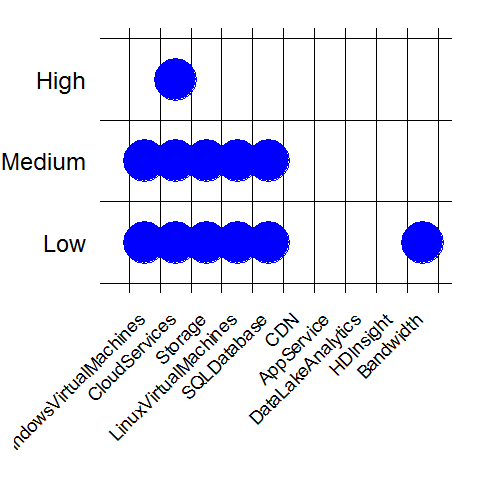 High
Medium
Low
ndowsVirtualMachines
CloudServices
Storage
LinuxVirtualMachines
SQLDatabase
CDN
AppService
DataLakeAnalytics
HDInsight
Bandwidth